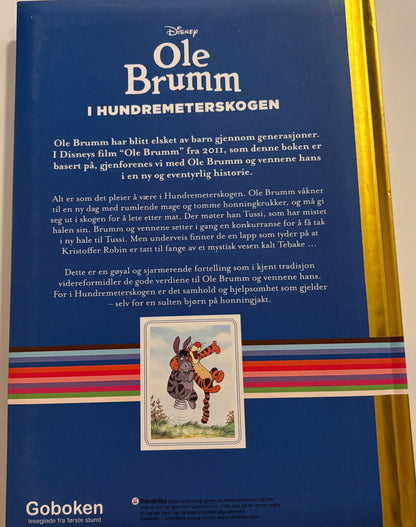 Disney
Ole
Brumm
I HUNDREMETERSKOGEN
Ole Brumm har blitt elsket av barn gjennom generasjoner.
I Disneys film "Ole Brumm" fra 2011, som denne boken er
basert på, gjenforenes vi med Ole Brumm og vennene hans
i en ny og eventyrlig historie.
Alt er som det pleier å være i Hundremeterskogen. Ole Brumm våkner
til en ny dag med rumlende mage og tomme honningkrukker, og må gi
seg ut i skogen for å lete etter mat. Der møter han Tussi, som har mistet
halen sin. Brumm og vennene setter i gang en konkurranse for å få tak
i ny hale til Tussi. Men underveis finner de en lapp som tyder på at
Kristoffer Robin er tatt til fange av et mystisk vesen kalt Tebake ...
Dette er en gøyal og sjarmerende fortelling som i kjent tradisjon
videreformidler de gode verdiene til Ole Brumm og vennene hans.
For i Hundremeterskogen er det samhold og hjelpsomhet som gjelder
– selv for en sulten bjørn på honningjakt.
Goboken
leseglede fra første stund
Sandvika